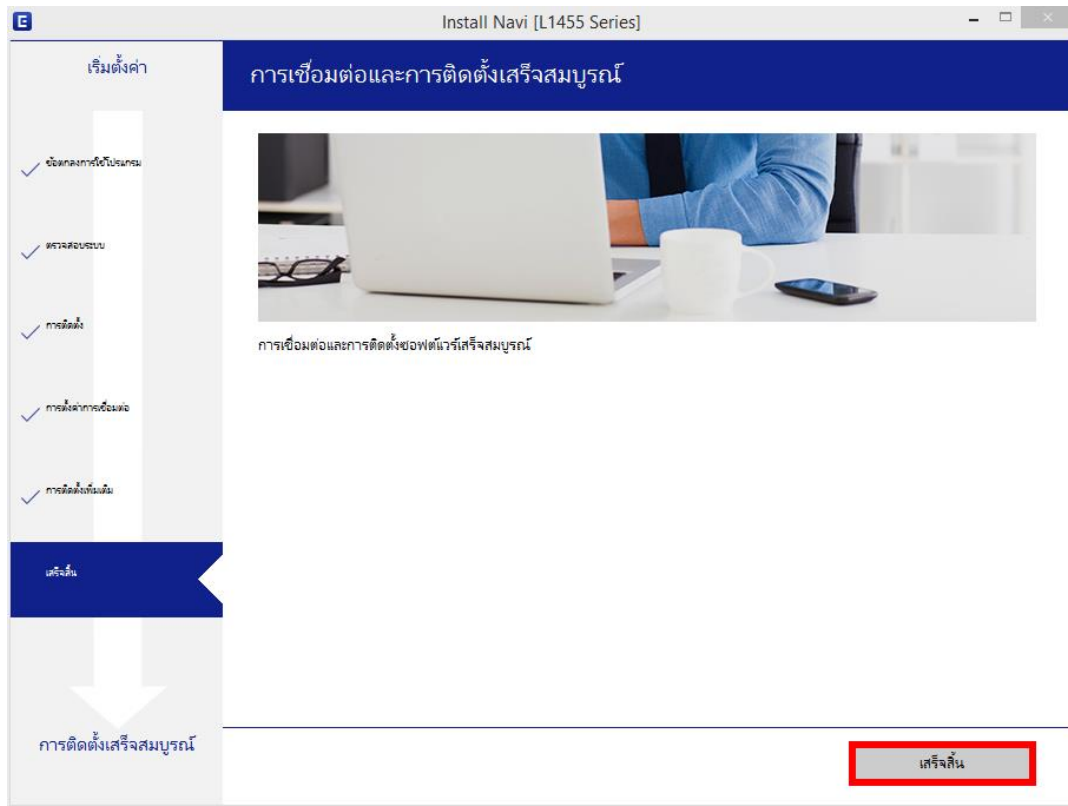 E
Install Navi [L1455 Series]
เริ่มตั้งค่า
การเชื่อมต่อและการติดตั้งเสร็จสมบูรณ์
ข้อตกลงการใช้โปรแกรม
ตรวจสอบระบบ
การติดตั้ง
การตั้งค่าการเชื่อมต่อ
การติดตั้งเพิ่มเติม
เสร็จสิ้น
การติดตั้งเสร็จสมบูรณ์
การเชื่อมต่อและการติดตั้งซอฟต์แวร์เสร็จสมบูรณ์
เสร็จสิ้น